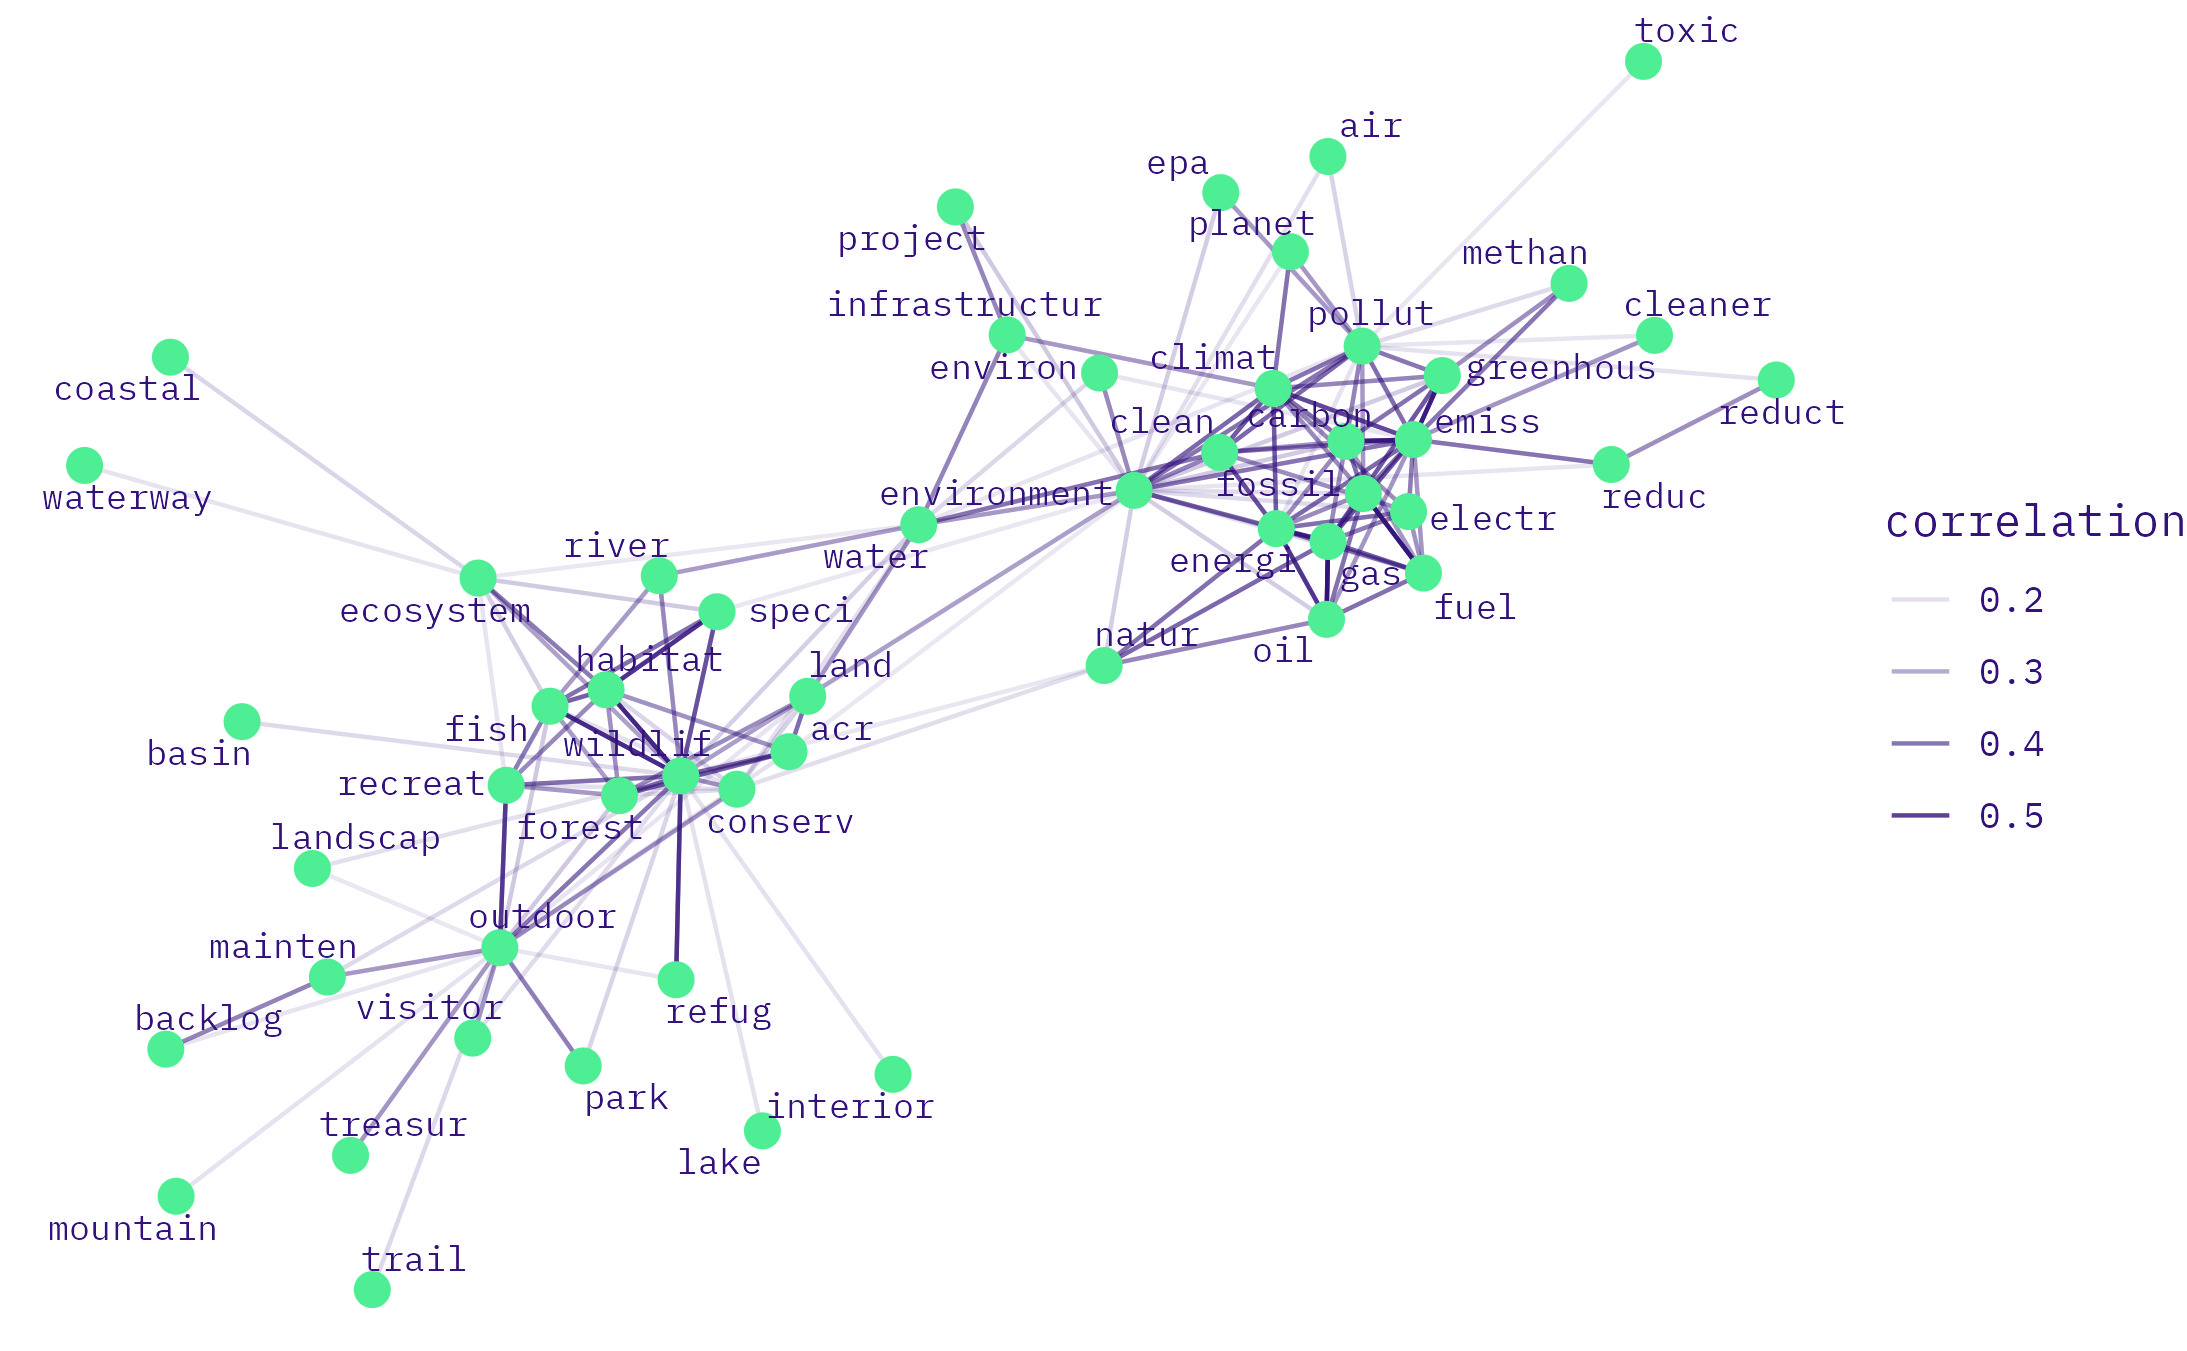 toxic
air
epa
planet
project
methan
infrastructur
cleaner
pollut
climat
environ
greenhous
coastal
reduct
clean
carbon
emiss
waterway
environment
fossil
reduc
electr
correlation
river
water
energi
gas
ecosystem
speci
fuel
0.2
natur
oil
habitat
land
0.3
fish
wildlif
acr
0.4
basin
recreat
forest
conserv
0.5
landscap
outdoor
mainten
visitor
refug
backlog
park
interior
treasur
lake
mountain
trail